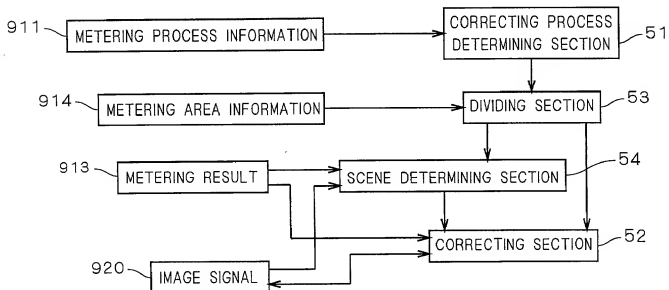 911
METERING PROCESS INFORMATION
CORRECTING PROCESS
DETERMINING SECTION
51
914
METERING AREA INFORMATION
DIVIDING SECTION
53
913
METERING RESULT
SCENE DETERMINING SECTION
54
920
IMAGE SIGNAL
CORRECTING SECTION
52